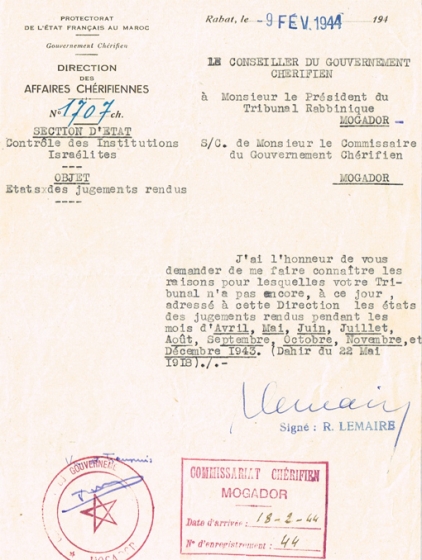 PROTECTORAT
DE L'ÉTAT FRANÇAIS AU MAROC
Gouvernement Chérifien
DIRECTION
DES
AFFAIRES CHÉRIFIENNES
N° 1707 ch.
SECTION D'ETAT
Contrôle des Institutions
Israélites
OBJET
Etats des jugements rendus
Rabat, le -9 FÉV. 1944 194
LE CONSEILLER DU GOUVERNEMENT
CHERIFIEN
à Monsieur le Président du
Tribunal Rabbinique
MOGADOR -
S/C. de Monsieur le Commissaire
du Gouvernement Chérifien
MOGADOR
J'ai l'honneur de vous
demander de me faire connaître les
raisons pour lesquelles votre Tri-
bunal n'a pas encore, à ce jour,
adressé à cette Direction les états
des jugements rendus pendant les
mois d'Avril, Mai, Juin, Juillet,
Août, Septembre, Octobre, Novembre,et
Décembre 1943. (Dahir du 22 Mai
1918)./.-
Lemaire
Signé : R. LEMAIRE
GOUVERNEME
MOGADOR
COMMISSARIAT CHÉRIFIEN
MOGADOR
Date d'arrivée : 18-2-44
N° d'enregistrement : 44